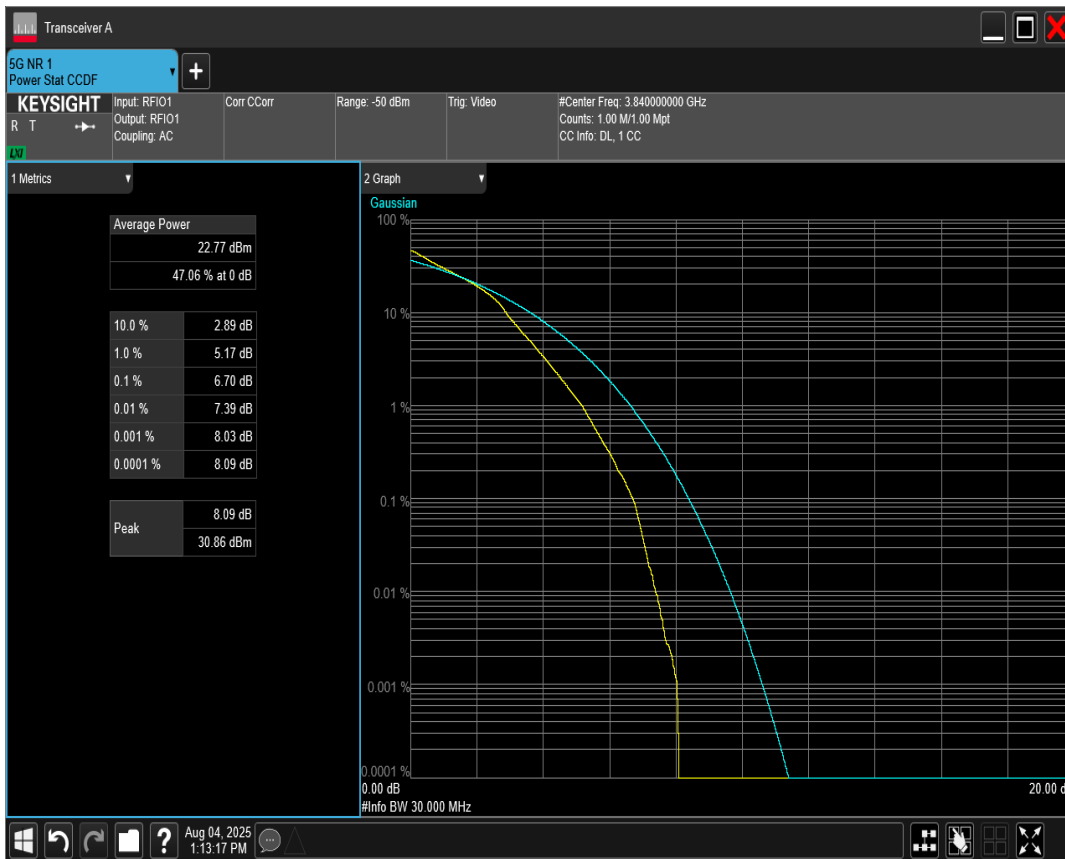 Transceiver A
5G NR 1
Power Stat CCDF
KEYSIGHT
R T
LXI
Input: RFIO1
Output: RFIO1
Coupling: AC
Corr CCorr
Range: -50 dBm
Trig: Video
#Center Freq: 3.840000000 GHz
Counts: 1.00 M/1.00 Mpt
CC Info: DL, 1 CC
1 Metrics
Average Power
22.77 dBm
47.06 % at 0 dB
10.0 % 2.89 dB
1.0 % 5.17 dB
0.1 % 6.70 dB
0.01 % 7.39 dB
0.001 % 8.03 dB
0.0001 % 8.09 dB
Peak
8.09 dB
30.86 dBm
2 Graph
Gaussian
100 %
10 %
1 %
0.1 %
0.01 %
0.001 %
0.0001 %
0.00 dB
20.00 d
#Info BW 30.000 MHz
Aug 04, 2025
1:13:17 PM